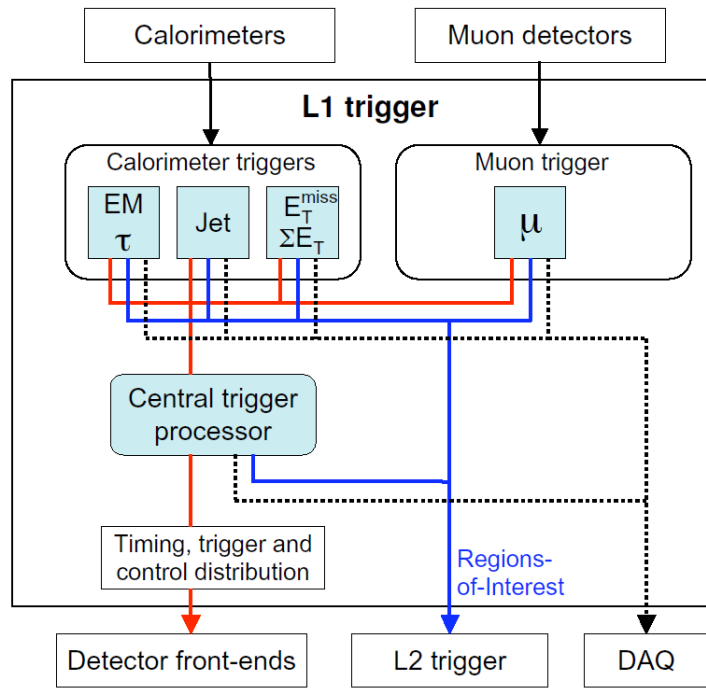 Calorimeters
Muon detectors
L1 trigger
Calorimeter triggers
Muon trigger
EM
τ
Jet
E_T^miss
ΣE_T
μ
Central trigger
processor
Timing, trigger and
control distribution
Regions-
of-Interest
Detector front-ends
L2 trigger
DAQ